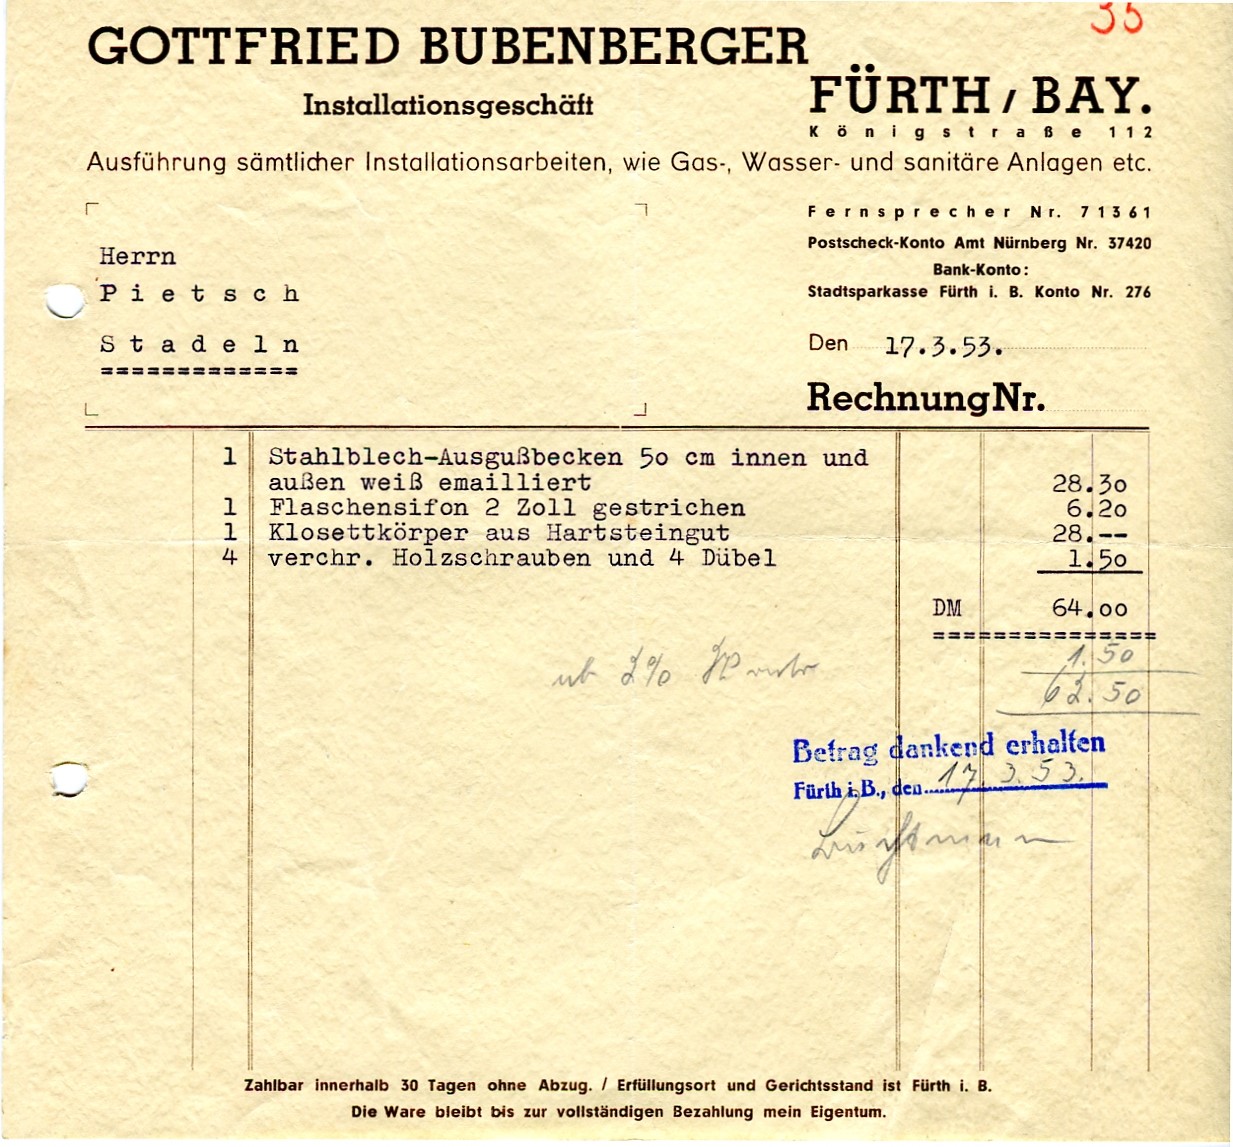 35
GOTTFRIED BUBENBERGER
Installationsgeschäft
FÜRTH / BAY.
Königstraße 112
Ausführung sämtlicher Installationsarbeiten, wie Gas-, Wasser- und sanitäre Anlagen etc.
Fernsprecher Nr. 71361
Postscheck-Konto Amt Nürnberg Nr. 37420
Bank-Konto:
Stadtsparkasse Fürth i. B. Konto Nr. 276
Herrn
Pietsch
Stadeln
=============
Den 17.3.53.
Rechnung Nr.
1 Stahlblech-Ausgußbecken 50 cm innen und
außen weiß emailliert 28.30
1 Flaschensifon 2 Zoll gestrichen 6.20
1 Klosettkörper aus Hartsteingut 28.--
4 verchr. Holzschrauben und 4 Dübel 1.50
DM 64.00
===============
ab 2% 1.50
62.50
Betrag dankend erhalten
Fürth i.B., den 17.3.53.
Zahlbar innerhalb 30 Tagen ohne Abzug. / Erfüllungsort und Gerichtsstand ist Fürth i. B.
Die Ware bleibt bis zur vollständigen Bezahlung mein Eigentum.